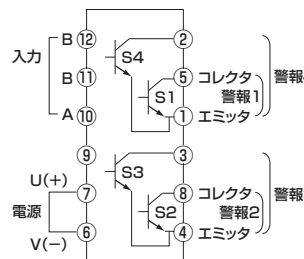 入力
B ⑫
B ⑪
A ⑩
⑨
U(+) ⑦
電源
V(−) ⑥
S4
S1
S3
S2
②
⑤ コレクタ
警報1
① エミッタ
警報
③
⑧ コレクタ
警報2
④ エミッタ
警報